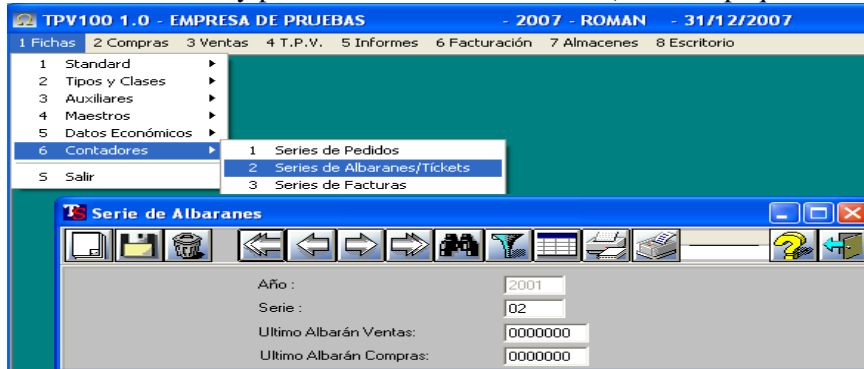 TPV100 1.0 - EMPRESA DE PRUEBAS - 2007 - ROMAN - 31/12/2007
1 Fichas 2 Compras 3 Ventas 4 T.P.V. 5 Informes 6 Facturación 7 Almacenes 8 Escritorio
1 Standard
2 Tipos y Clases
3 Auxiliares
4 Maestros
5 Datos Económicos
6 Contadores
S Salir
1 Series de Pedidos
2 Series de Albaranes/Tíckets
3 Series de Facturas
Serie de Albaranes
Año : 2001
Serie : 02
Ultimo Albarán Ventas: 0000000
Ultimo Albarán Compras: 0000000